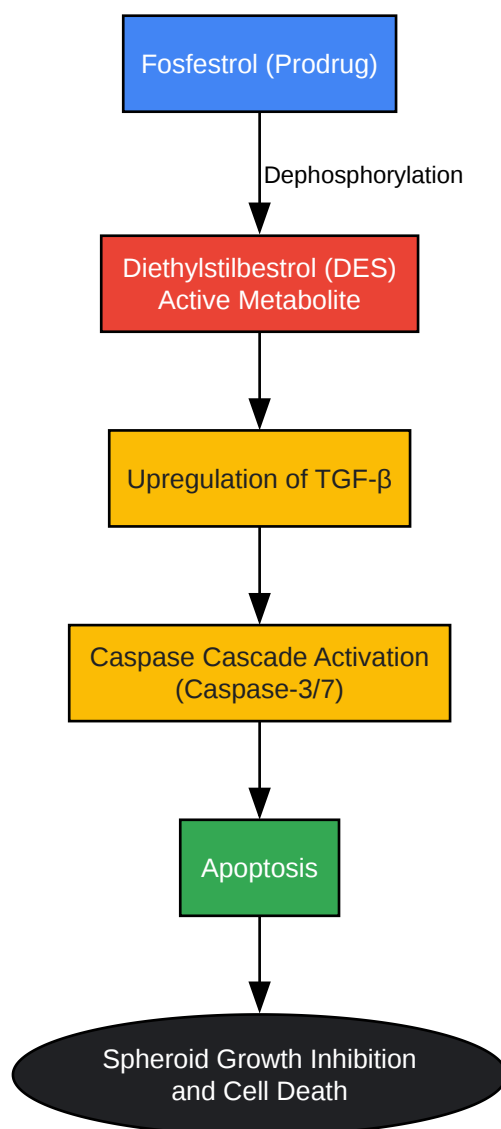 Fosfestrol (Prodrug)
Dephosphorylation
Diethylstilbestrol (DES)
Active Metabolite
Upregulation of TGF-β
Caspase Cascade Activation
(Caspase-3/7)
Apoptosis
Spheroid Growth Inhibition
and Cell Death